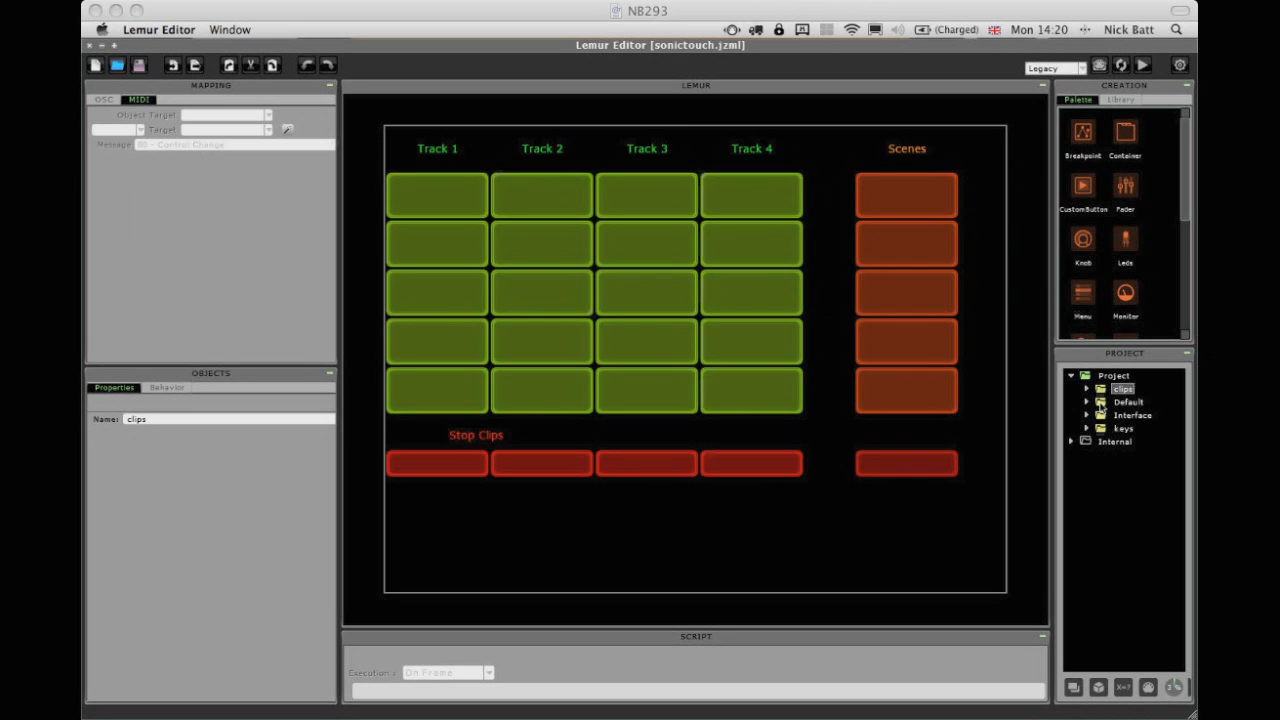 NB293
Lemur Editor Window (Charged) Mon 14:20 Nick Batt
Lemur Editor [sonictouch.jzml]
Legacy
MAPPING
OSC MIDI
Object Target
Target
Message B0 - Control Change
OBJECTS
Properties Behavior
Name: clips
LEMUR
Track 1 Track 2 Track 3 Track 4 Scenes
Stop Clips
SCRIPT
Execution : On Frame
CREATION
Palette Library
Breakpoint Container
CustomButton Fader
Knob Leds
Menu Monitor
PROJECT
Project
clips
Default
Interface
keys
Internal
X=?